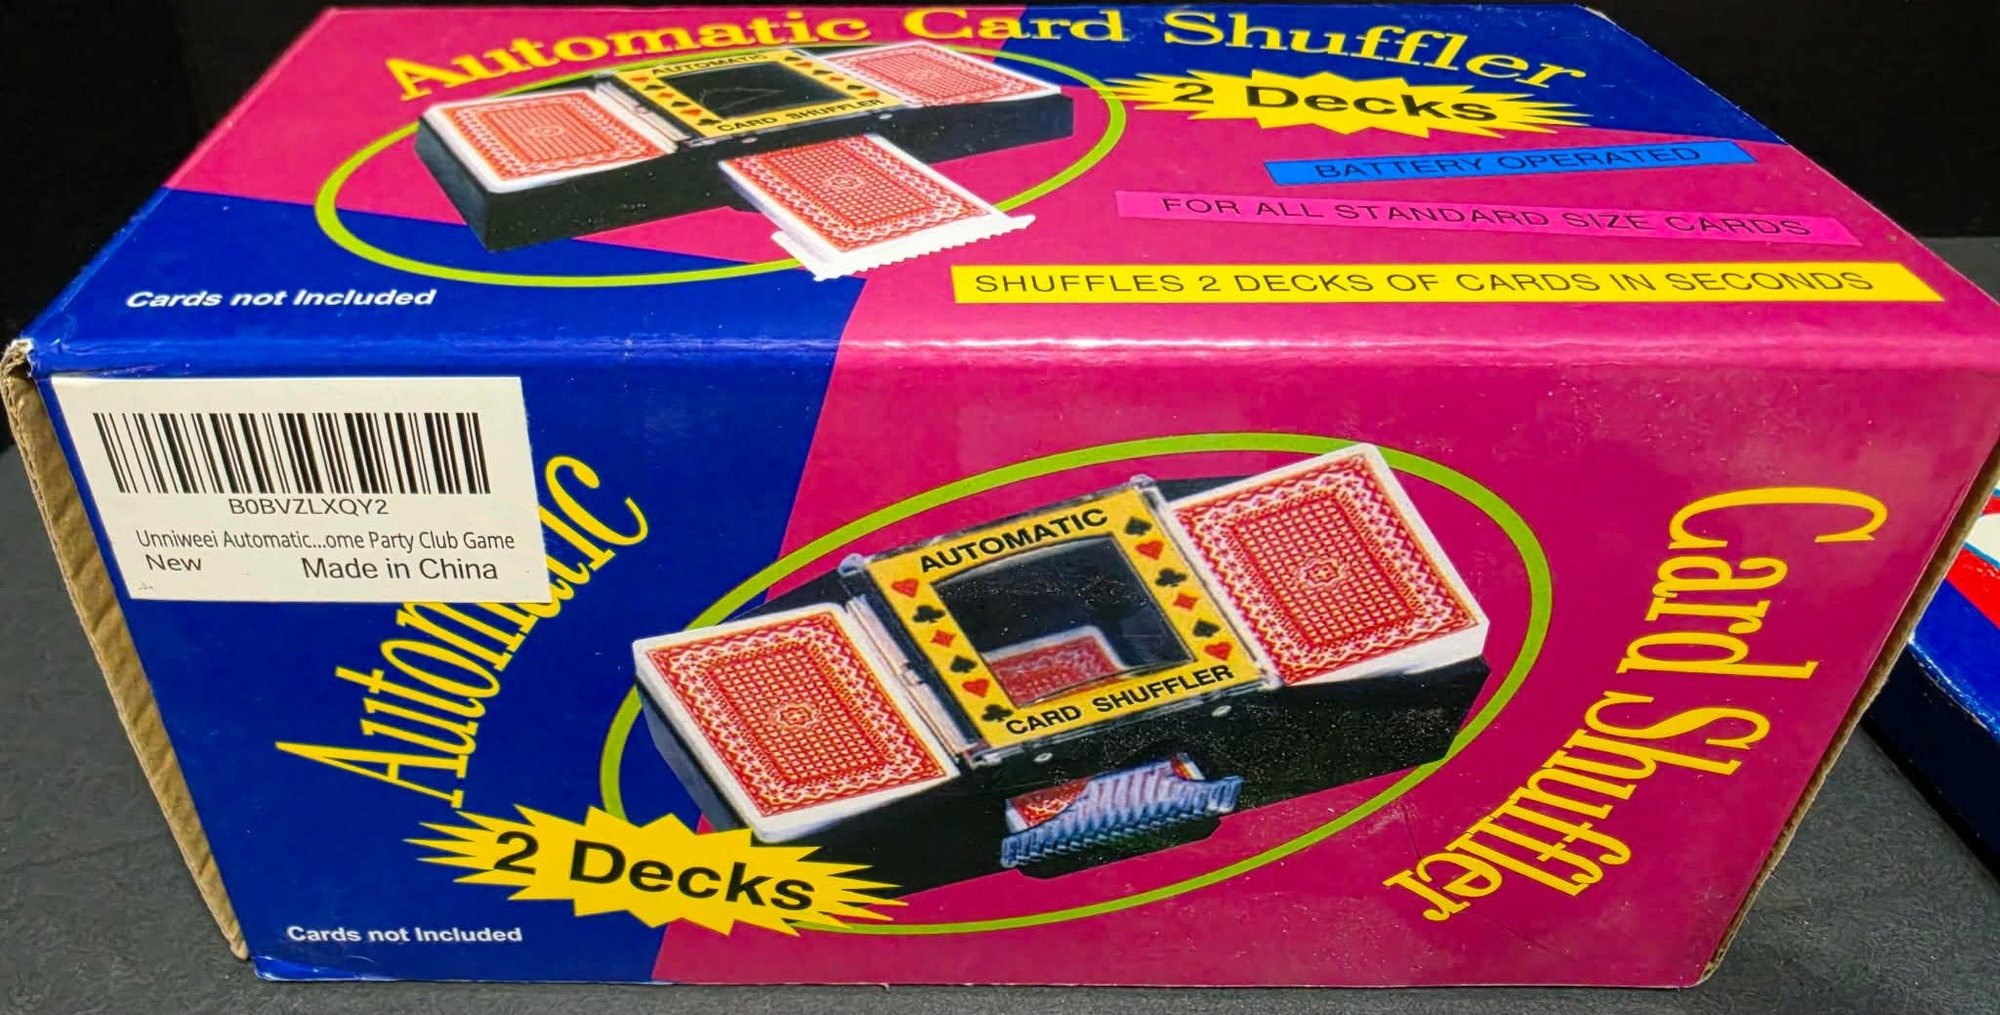 Automatic Card Shuffler
AUTOMATIC
CARD SHUFFLER
2 Decks
BATTERY OPERATED
FOR ALL STANDARD SIZE CARDS
SHUFFLES 2 DECKS OF CARDS IN SECONDS
Cards not Included
B0BVZLXQY2
Unniweei Automatic...ome Party Club Game
New Made in China
Automatic
Card Shuffler
AUTOMATIC
CARD SHUFFLER
2 Decks
Cards not Included